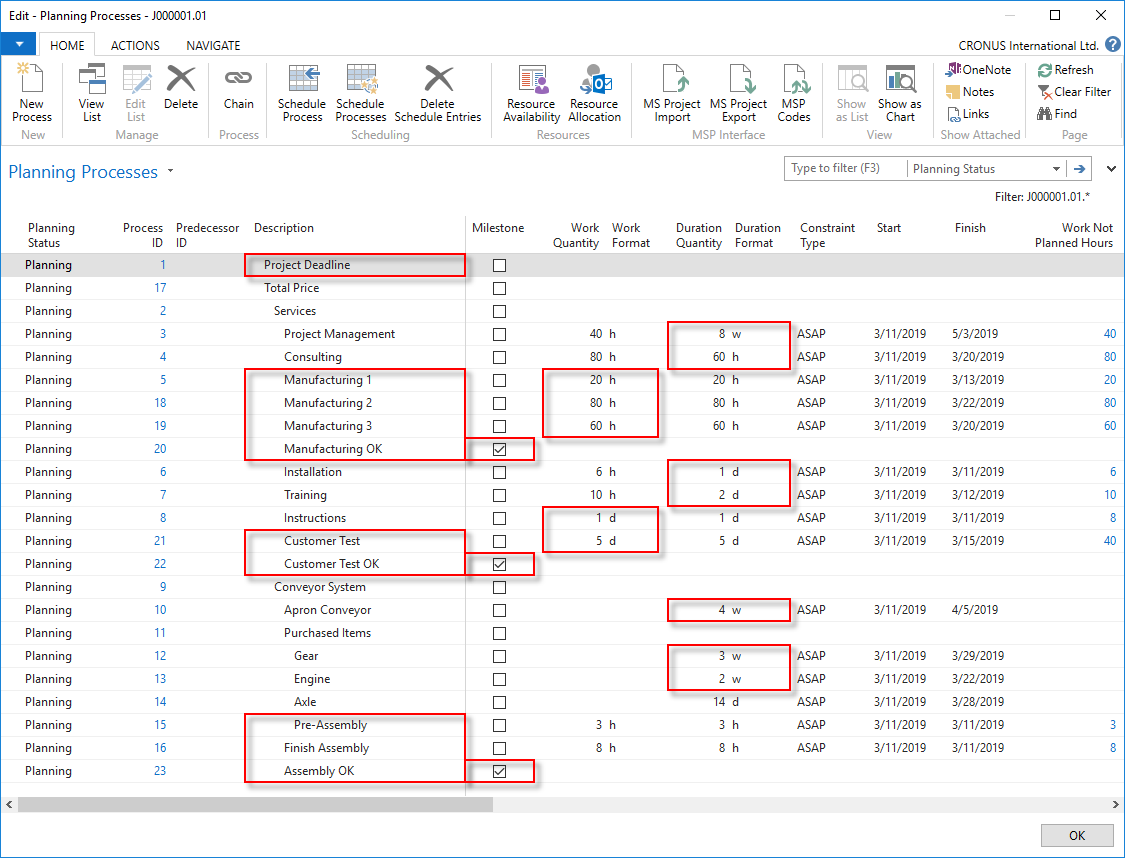 Edit - Planning Processes - J000001.01
HOME ACTIONS NAVIGATE CRONUS International Ltd. ?
New Process View List Edit List Delete Chain Schedule Process Schedule Processes Delete Schedule Entries Resource Availability Resource Allocation MS Project Import MS Project Export MSP Codes Show as List Show as Chart OneNote Notes Links Refresh Clear Filter Find
New Manage Process Scheduling Resources MSP Interface View Show Attached Page
Planning Processes Type to filter (F3) Planning Status
Filter: J000001.01.*
Planning Status Process ID Predecessor ID Description Milestone Work Quantity Work Format Duration Quantity Duration Format Constraint Type Start Finish Work Not Planned Hours
Planning 1 Project Deadline
Planning 17 Total Price
Planning 2 Services
Planning 3 Project Management 40 h 8 w ASAP 3/11/2019 5/3/2019 40
Planning 4 Consulting 80 h 60 h ASAP 3/11/2019 3/20/2019 80
Planning 5 Manufacturing 1 20 h 20 h ASAP 3/11/2019 3/13/2019 20
Planning 18 Manufacturing 2 80 h 80 h ASAP 3/11/2019 3/22/2019 80
Planning 19 Manufacturing 3 60 h 60 h ASAP 3/11/2019 3/20/2019 60
Planning 20 Manufacturing OK
Planning 6 Installation 6 h 1 d ASAP 3/11/2019 3/11/2019 6
Planning 7 Training 10 h 2 d ASAP 3/11/2019 3/12/2019 10
Planning 8 Instructions 1 d 1 d ASAP 3/11/2019 3/11/2019 8
Planning 21 Customer Test 5 d 5 d ASAP 3/11/2019 3/15/2019 40
Planning 22 Customer Test OK
Planning 9 Conveyor System
Planning 10 Apron Conveyor 4 w ASAP 3/11/2019 4/5/2019
Planning 11 Purchased Items
Planning 12 Gear 3 w ASAP 3/11/2019 3/29/2019
Planning 13 Engine 2 w ASAP 3/11/2019 3/22/2019
Planning 14 Axle 14 d ASAP 3/11/2019 3/28/2019
Planning 15 Pre-Assembly 3 h 3 h ASAP 3/11/2019 3/11/2019 3
Planning 16 Finish Assembly 8 h 8 h ASAP 3/11/2019 3/11/2019 8
Planning 23 Assembly OK
OK